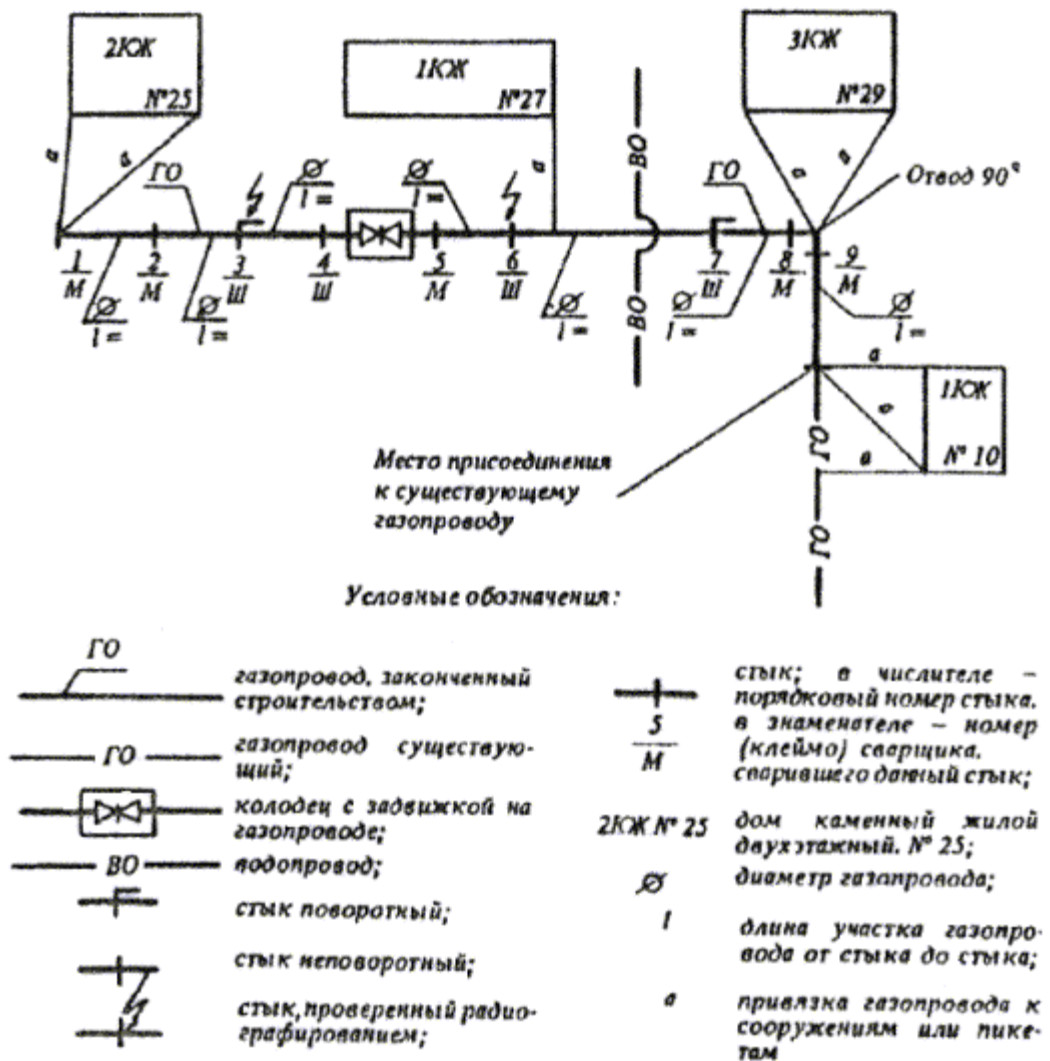 2КЖ
№25
1КЖ
№27
3КЖ
№29
ВО
ВО
Отвод 90°
а
а
ГО
Ø
l =
Ø
l =
а
ГО
а
а
1
М
2
М
3
Ш
4
Ш
5
М
6
Ш
7
Ш
8
М
9
М
Ø
l =
Ø
l =
Ø
l =
Ø
l =
Ø
l =
а
а
а
1КЖ
№ 10
ГО
ГО
Место присоединения
к существующему
газопроводу
Условные обозначения:
ГО
газопровод, законченный
строительством;
ГО
газопровод существую-
щий;
колодец с задвижкой на
газопроводе;
ВО
водопровод;
стык поворотный;
стык неповоротный;
стык, проверенный радио-
графированием;
5
М
стык; в числителе –
порядковый номер стыка,
в знаменателе – номер
(клеймо) сварщика,
сварившего данный стык;
2КЖ № 25
дом каменный жилой
двухэтажный, № 25;
Ø
диаметр газопровода;
l
длина участка газопро-
вода от стыка до стыка;
а
привязка газопровода к
сооружениям или пике-
там